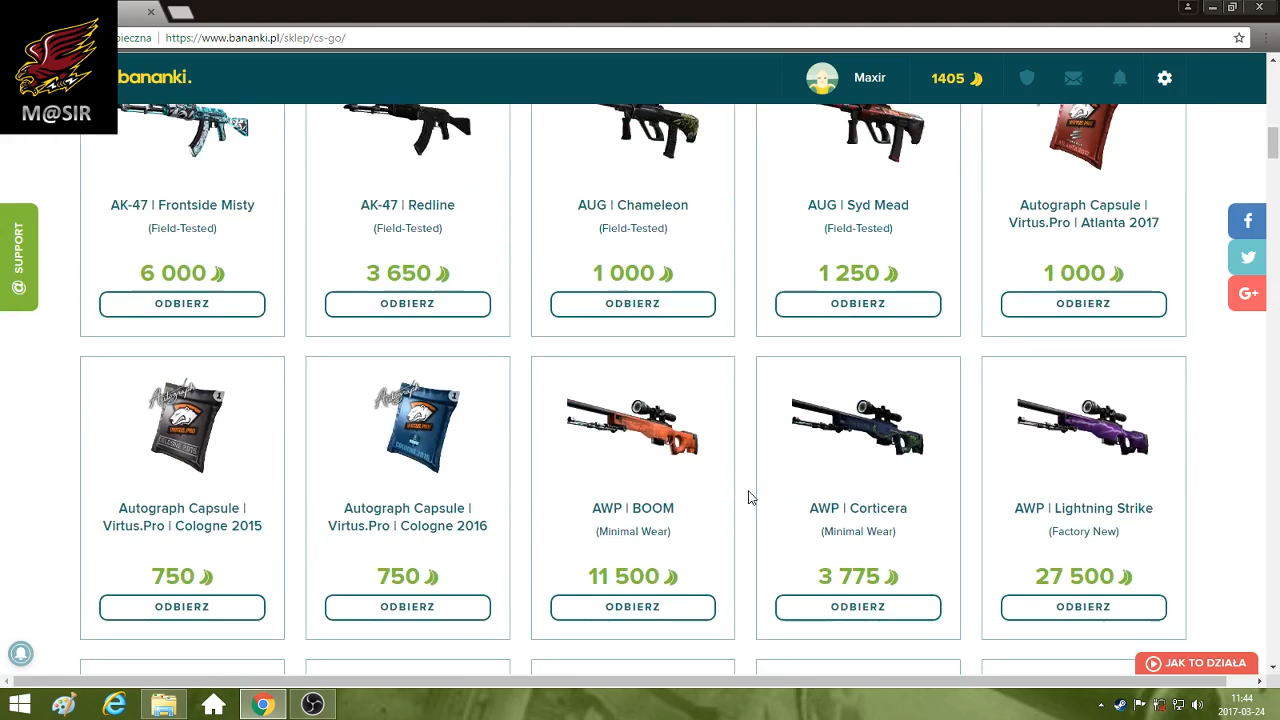 https://www.bananki.pl/sklep/cs-go/
M@SIR
bananki.
Maxir
1405
AK-47 | Frontside Misty
(Field-Tested)
6 000
ODBIERZ
AK-47 | Redline
(Field-Tested)
3 650
ODBIERZ
AUG | Chameleon
(Field-Tested)
1 000
ODBIERZ
AUG | Syd Mead
(Field-Tested)
1 250
ODBIERZ
Autograph Capsule |
Virtus.Pro | Atlanta 2017
1 000
ODBIERZ
@ SUPPORT
Autograph Capsule |
Virtus.Pro | Cologne 2015
750
ODBIERZ
Autograph Capsule |
Virtus.Pro | Cologne 2016
750
ODBIERZ
AWP | BOOM
(Minimal Wear)
11 500
ODBIERZ
AWP | Corticera
(Minimal Wear)
3 775
ODBIERZ
AWP | Lightning Strike
(Factory New)
27 500
ODBIERZ
JAK TO DZIAŁA
11:44
2017-03-24